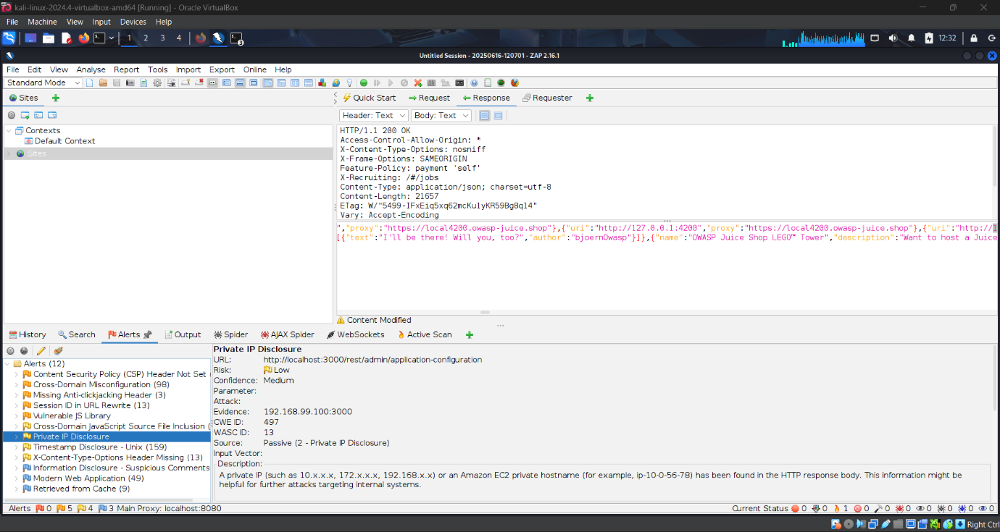 kali-linux-2024.4-virtualbox-amd64 [Running] - Oracle VirtualBox
File Machine View Input Devices Help
1 2 3 4 3 12:32
Untitled Session - 20250616-120701 - ZAP 2.16.1
File Edit View Analyse Report Tools Import Export Online Help
Standard Mode
Sites
Quick Start Request Response Requester
Header: Text Body: Text
Contexts
Default Context
Sites
HTTP/1.1 200 OK
Access-Control-Allow-Origin: *
X-Content-Type-Options: nosniff
X-Frame-Options: SAMEORIGIN
Feature-Policy: payment 'self'
X-Recruiting: /#/jobs
Content-Type: application/json; charset=utf-8
Content-Length: 21657
ETag: W/"5499-IFxEiq5xq62mcKu1yKR59Bg8q14"
Vary: Accept-Encoding
","proxy":"https://local4200.owasp-juice.shop"},{"uri":"http://127.0.0.1:4200","proxy":"https://local4200.owasp-juice.shop"},{"uri":"http://1
[{"text":"I'll be there! Will you, too?","author":"bjoernOwasp"}]},{"name":"OWASP Juice Shop LEGO™ Tower","description":"Want to host a Juice
Content Modified
History Search Alerts Output Spider AJAX Spider WebSockets Active Scan
Alerts (12)
Content Security Policy (CSP) Header Not Set (
Cross-Domain Misconfiguration (98)
Missing Anti-clickjacking Header (3)
Session ID in URL Rewrite (13)
Vulnerable JS Library
Cross-Domain JavaScript Source File Inclusion (
Private IP Disclosure
Timestamp Disclosure - Unix (159)
X-Content-Type-Options Header Missing (13)
Information Disclosure - Suspicious Comments
Modern Web Application (49)
Retrieved from Cache (9)
Private IP Disclosure
URL: http://localhost:3000/rest/admin/application-configuration
Risk: Low
Confidence: Medium
Parameter:
Attack:
Evidence: 192.168.99.100:3000
CWE ID: 497
WASC ID: 13
Source: Passive (2 - Private IP Disclosure)
Input Vector:
Description:
A private IP (such as 10.x.x.x, 172.x.x.x, 192.168.x.x) or an Amazon EC2 private hostname (for example, ip-10-0-56-78) has been found in the HTTP response body. This information might be
helpful for further attacks targeting internal systems.
Alerts 0 5 4 3 Main Proxy: localhost:8080 Current Status 0 0 1 0 0 0 0 0 0 0
Right Ctrl